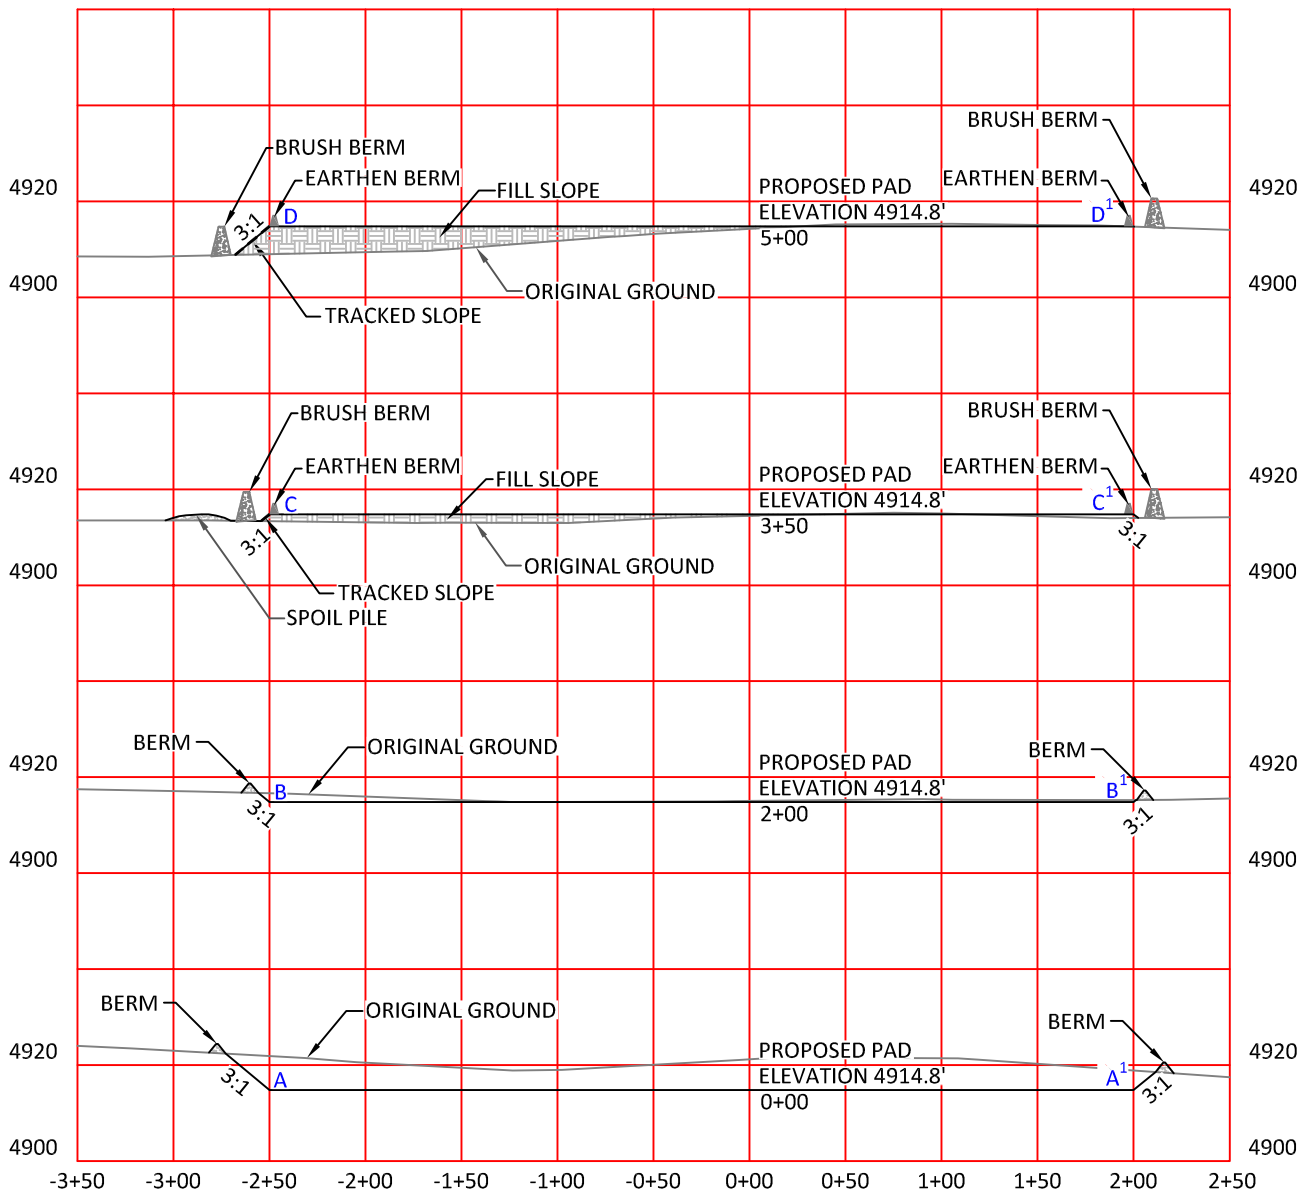 BRUSH BERM
BRUSH BERM
EARTHEN BERM
FILL SLOPE
PROPOSED PAD
EARTHEN BERM
4920
4920
3:1
D
ELEVATION 4914.8'
D¹
5+00
4900
ORIGINAL GROUND
4900
TRACKED SLOPE
BRUSH BERM
BRUSH BERM
EARTHEN BERM
FILL SLOPE
PROPOSED PAD
EARTHEN BERM
4920
4920
C
ELEVATION 4914.8'
C¹
3:1
3+50
3:1
4900
ORIGINAL GROUND
4900
TRACKED SLOPE
SPOIL PILE
BERM
ORIGINAL GROUND
BERM
4920
PROPOSED PAD
4920
B
ELEVATION 4914.8'
B¹
3:1
2+00
3:1
4900
4900
BERM
ORIGINAL GROUND
BERM
4920
PROPOSED PAD
4920
3:1
A
ELEVATION 4914.8'
A¹
3:1
0+00
4900
4900
-3+50 -3+00 -2+50 -2+00 -1+50 -1+00 -0+50 0+00 0+50 1+00 1+50 2+00 2+50